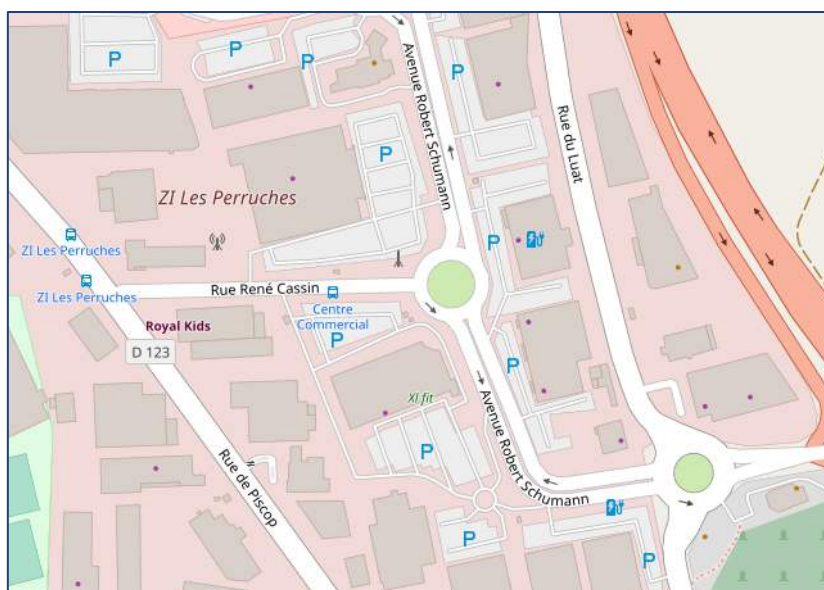 P
P
P
P
Avenue Robert Schumann
Rue du Luat
P
ZI Les Perruches
ZI Les Perruches
P
ZI Les Perruches
Rue René Cassin
Centre
Commercial
Royal Kids
P
D 123
P
Xl fit
Avenue Robert Schumann
P
Rue de Piscop
P
P